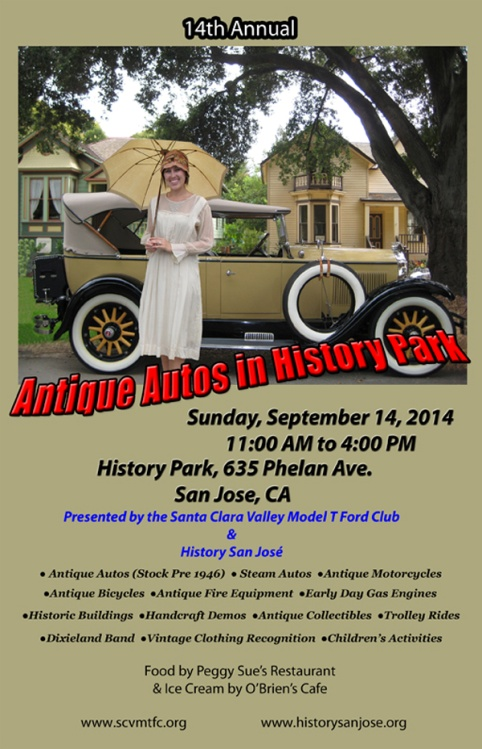 14th Annual
Antique Autos in History Park
Sunday, September 14, 2014
11:00 AM to 4:00 PM
History Park, 635 Phelan Ave.
San Jose, CA
Presented by the Santa Clara Valley Model T Ford Club
&
History San José
● Antique Autos (Stock Pre 1946) ● Steam Autos ●Antique Motorcycles
●Antique Bicycles ●Antique Fire Equipment ●Early Day Gas Engines
●Historic Buildings ●Handcraft Demos ●Antique Collectibles ●Trolley Rides
●Dixieland Band ●Vintage Clothing Recognition ●Children's Activities
Food by Peggy Sue's Restaurant
& Ice Cream by O'Brien's Cafe
www.scvmtfc.org www.historysanjose.org